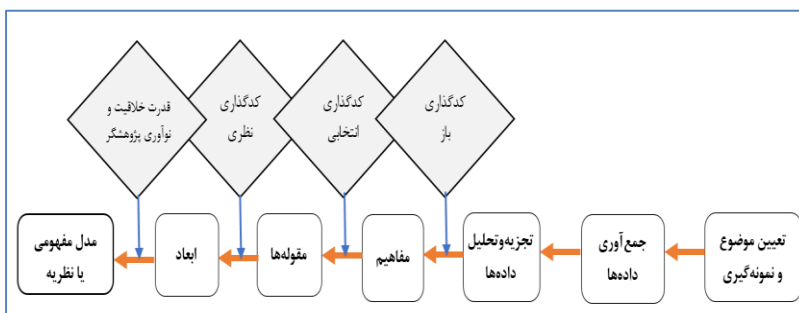 کدگذاری
باز
کدگذاری
انتخابی
کدگذاری
نظری
قدرت خلاقیت و
نوآوری پژوهشگر
تعیین موضوع
و نمونه‌گیری
جمع‌آوری
داده‌ها
تجزیه‌وتحلیل
داده‌ها
مفاهیم
مقوله‌ها
ابعاد
مدل مفهومی
یا نظریه